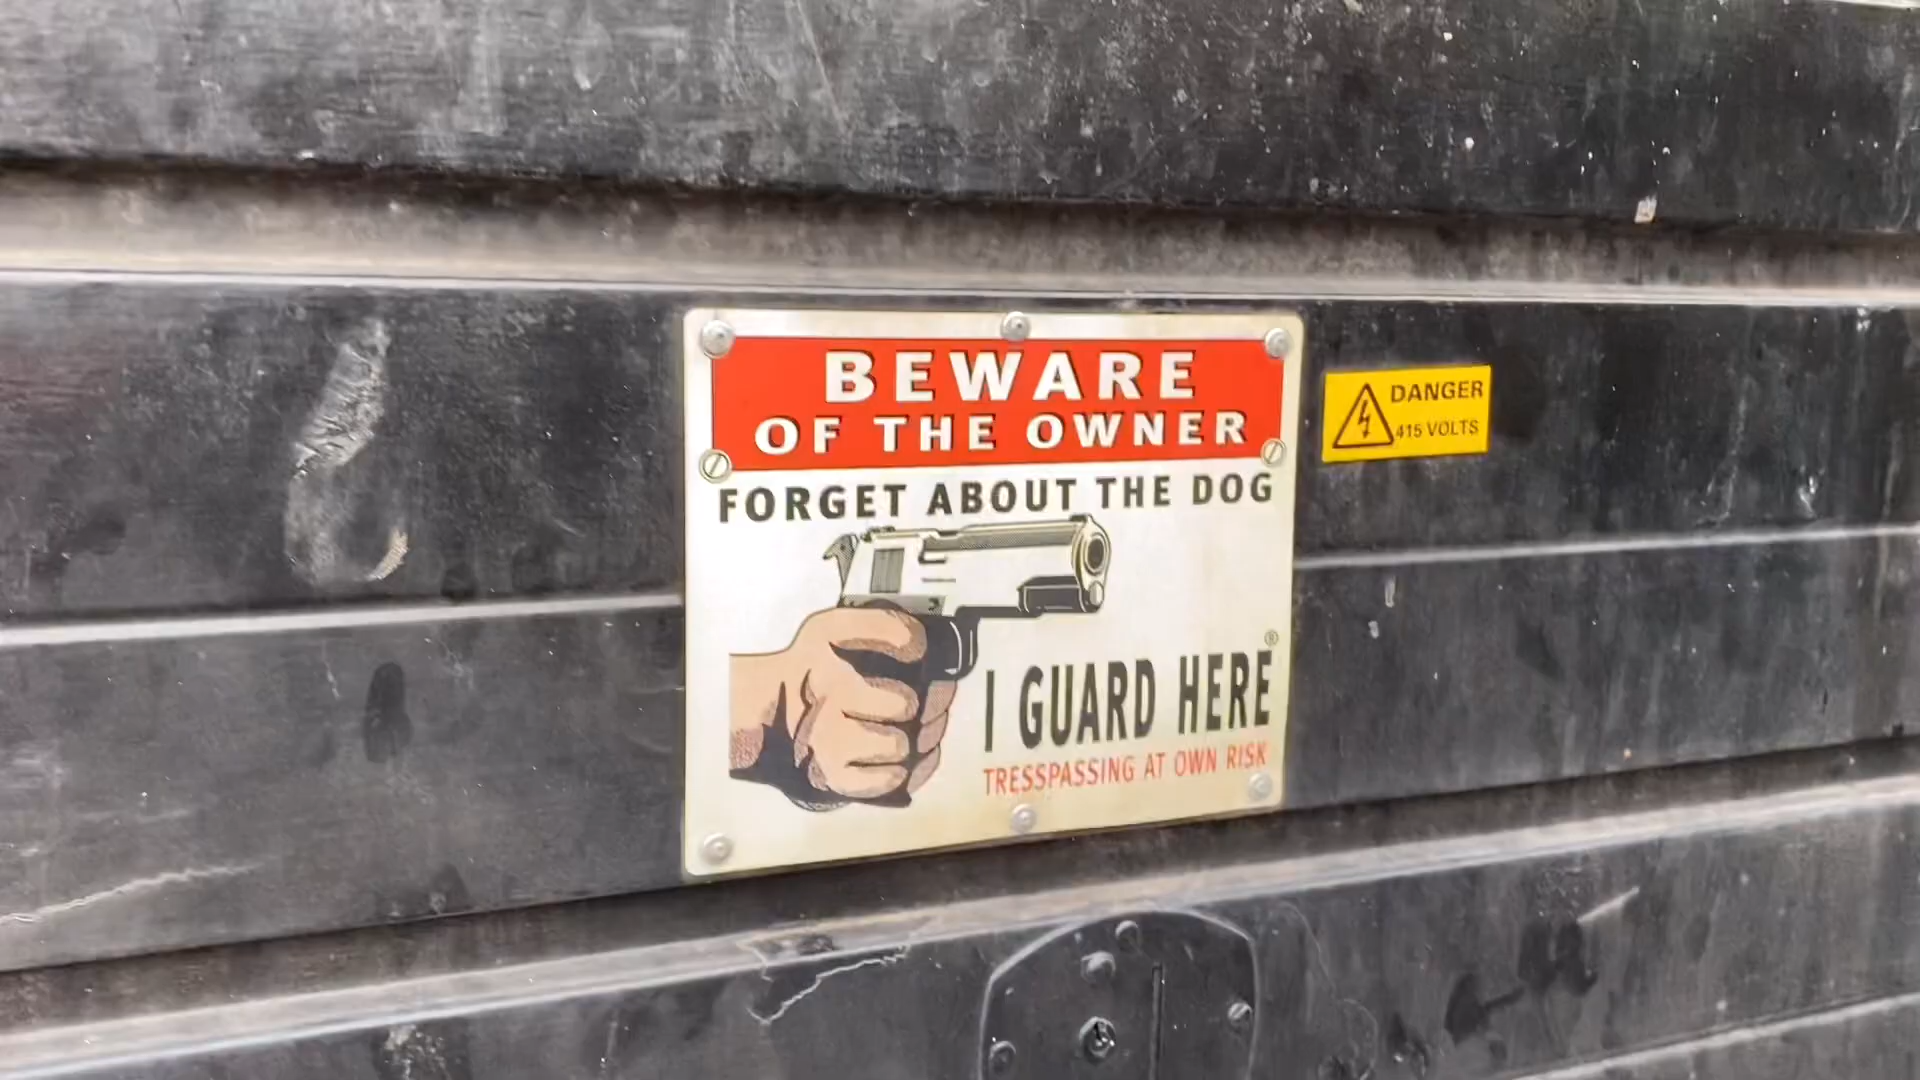 BEWARE
OF THE OWNER
FORGET ABOUT THE DOG
I GUARD HERE®
TRESSPASSING AT OWN RISK
DANGER
415 VOLTS